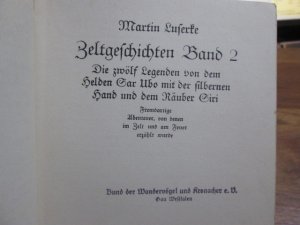 Martin Luserke
Zeltgeschichten Band 2
Die zwölf Legenden von dem
Helden Sar Ubo mit der silbernen
Hand und dem Räuber Siri
Fremdartige
Abenteuer, von denen
im Zelt und am Feuer
erzählt wurde
Bund der Wandervögel und Kronacher e. V.
Gau Westfalen